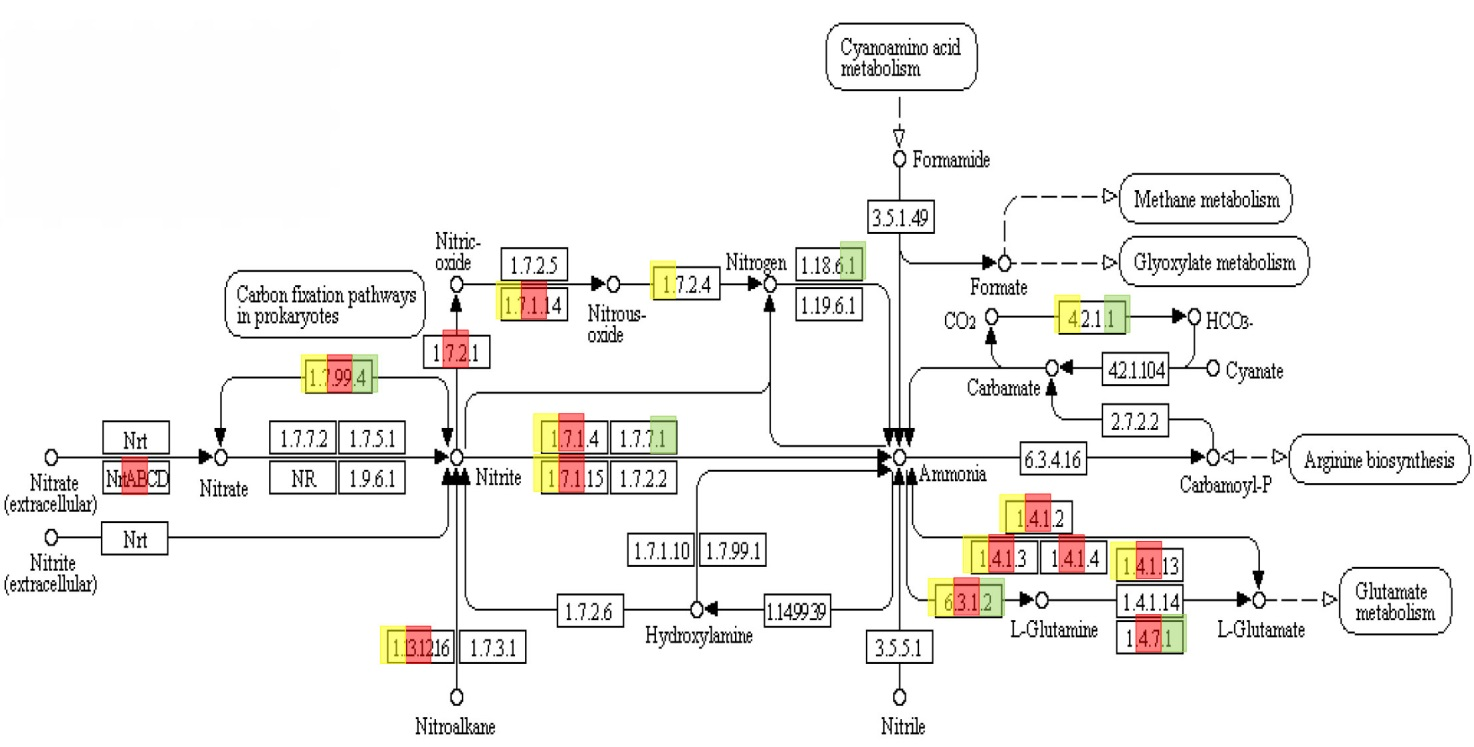 Cyanoamino acid
metabolism
Formamide
3.5.1.49
Methane metabolism
Glyoxylate metabolism
Formate
Nitric-
oxide
1.7.2.5
1.7.1.14
Nitrous-
oxide
1.7.2.4
Nitrogen
1.18.6.1
1.19.6.1
Carbon fixation pathways
in prokaryotes
1.7.2.1
1.7.99.4
CO2
4.2.1.1
HCO3-
Carbamate
4.2.1.104
Cyanate
2.7.2.2
Nrt
NrtABCD
Nitrate
(extracellular)
Nitrate
1.7.7.2
1.7.5.1
NR
1.9.6.1
Nitrite
1.7.1.4
1.7.7.1
1.7.1.15
1.7.2.2
Ammonia
6.3.4.16
Carbamoyl-P
Arginine biosynthesis
Nrt
Nitrite
(extracellular)
1.7.1.10
1.7.99.1
1.4.1.2
1.4.1.3
1.4.1.4
1.4.1.13
6.3.1.2
1.4.1.14
1.4.7.1
L-Glutamine
L-Glutamate
Glutamate
metabolism
1.7.2.6
Hydroxylamine
1.14.99.39
1.13.12.16
1.7.3.1
3.5.5.1
Nitroalkane
Nitrile